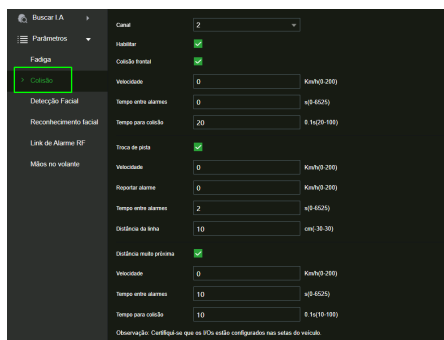 Buscar I.A
Parâmetros
Fadiga
Colisão
Detecção Facial
Reconhecimento facial
Link de Alarme RF
Mãos no volante
Canal 2
Habilitar
Colisão frontal
Velocidade 0 Km/h(0-200)
Tempo entre alarmes 0 s(0-6525)
Tempo para colisão 20 0.1s(20-100)
Troca de pista
Velocidade 0 Km/h(0-200)
Reportar alarme 0 Km/h(0-200)
Tempo entre alarmes 2 s(0-6525)
Distância da linha 10 cm(-30-30)
Distância muito próxima
Velocidade 0 Km/h(0-200)
Tempo entre alarmes 10 s(0-6525)
Tempo para colisão 10 0.1s(10-100)
Observação: Certifiqui-se que os I/Os estão configurados nas setas do veículo.